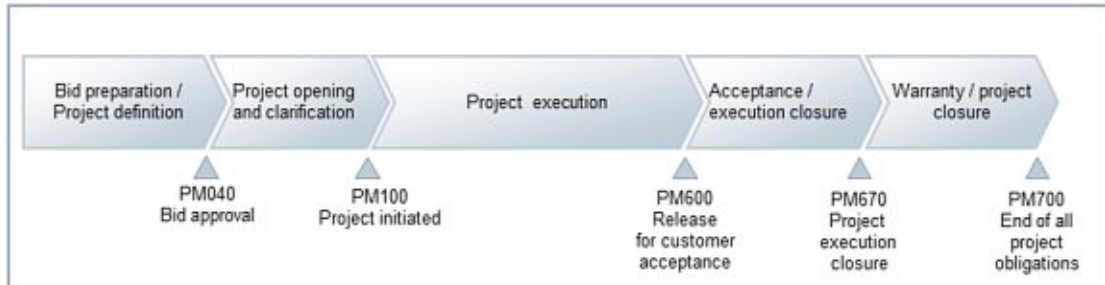 Bid preparation /
Project definition
Project opening
and clarification
Project execution
Acceptance /
execution closure
Warranty / project
closure
PM040
Bid approval
PM100
Project initiated
PM600
Release
for customer
acceptance
PM670
Project
execution
closure
PM700
End of all
project
obligations